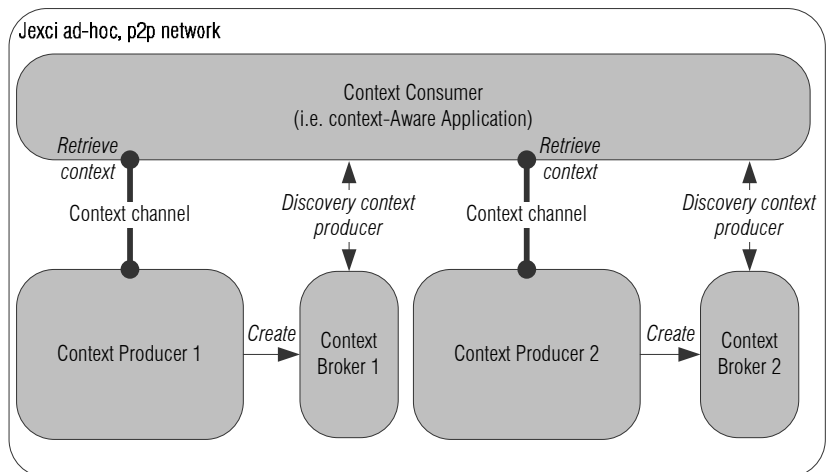 Jexci ad-hoc, p2p network
Context Consumer
(i.e. context-Aware Application)
Retrieve
context
Retrieve
context
Context channel
Discovery context
producer
Context channel
Discovery context
producer
Context Producer 1
Create
Context
Broker 1
Context Producer 2
Create
Context
Broker 2